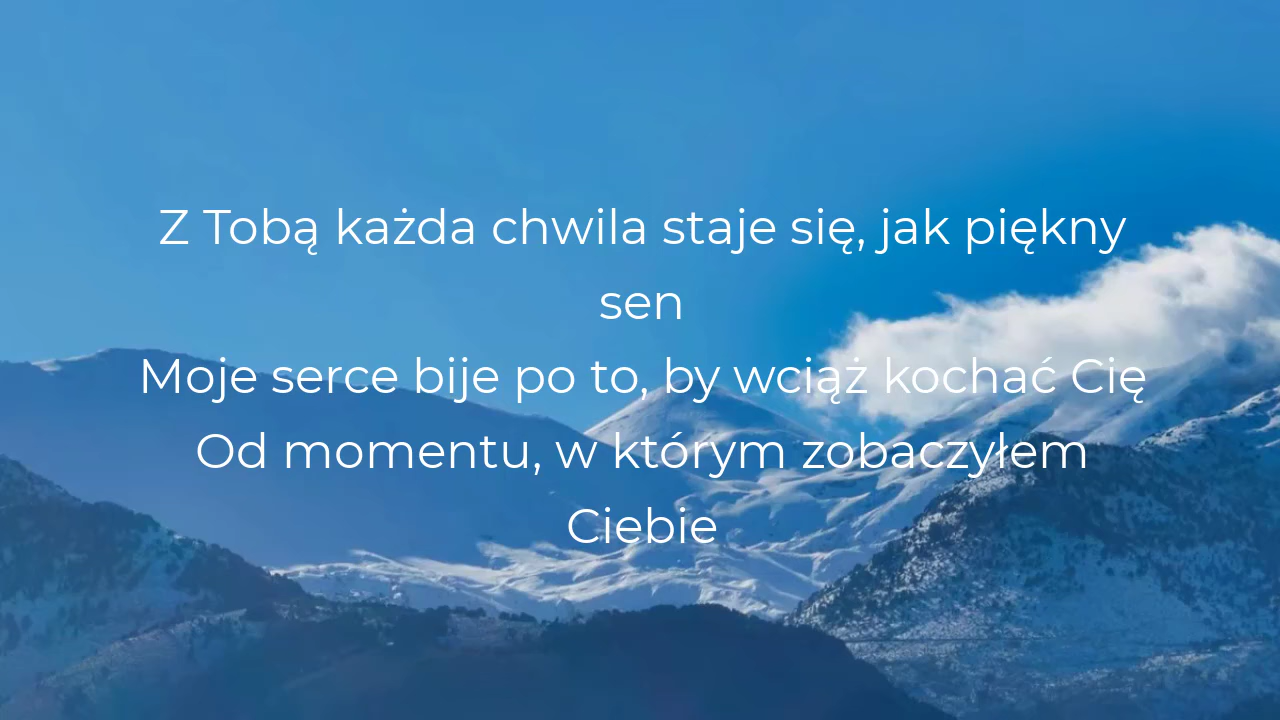 Z Tobą każda chwila staje się, jak piękny
sen
Moje serce bije po to, by wciąż kochać Cię
Od momentu, w którym zobaczyłem
Ciebie